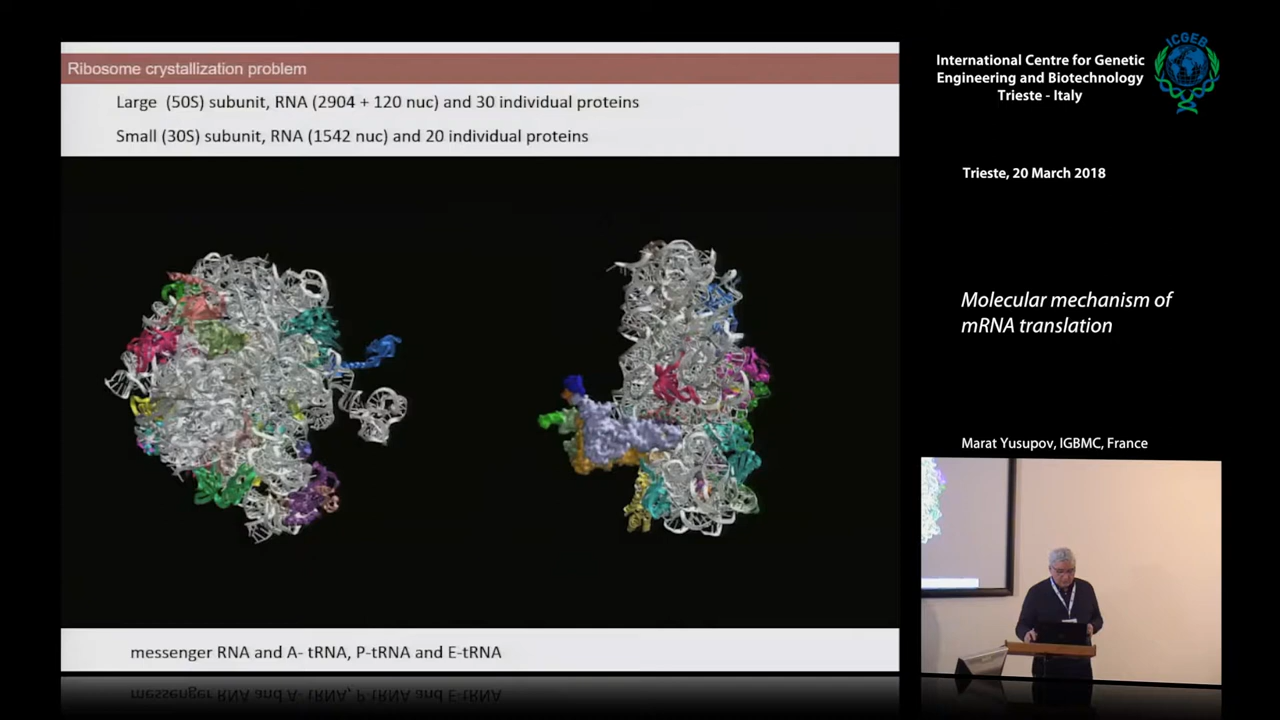 Ribosome crystallization problem
Large (50S) subunit, RNA (2904 + 120 nuc) and 30 individual proteins
Small (30S) subunit, RNA (1542 nuc) and 20 individual proteins
messenger RNA and A- tRNA, P-tRNA and E-tRNA
International Centre for Genetic
Engineering and Biotechnology
Trieste - Italy
ICGEB
Trieste, 20 March 2018
Molecular mechanism of
mRNA translation
Marat Yusupov, IGBMC, France